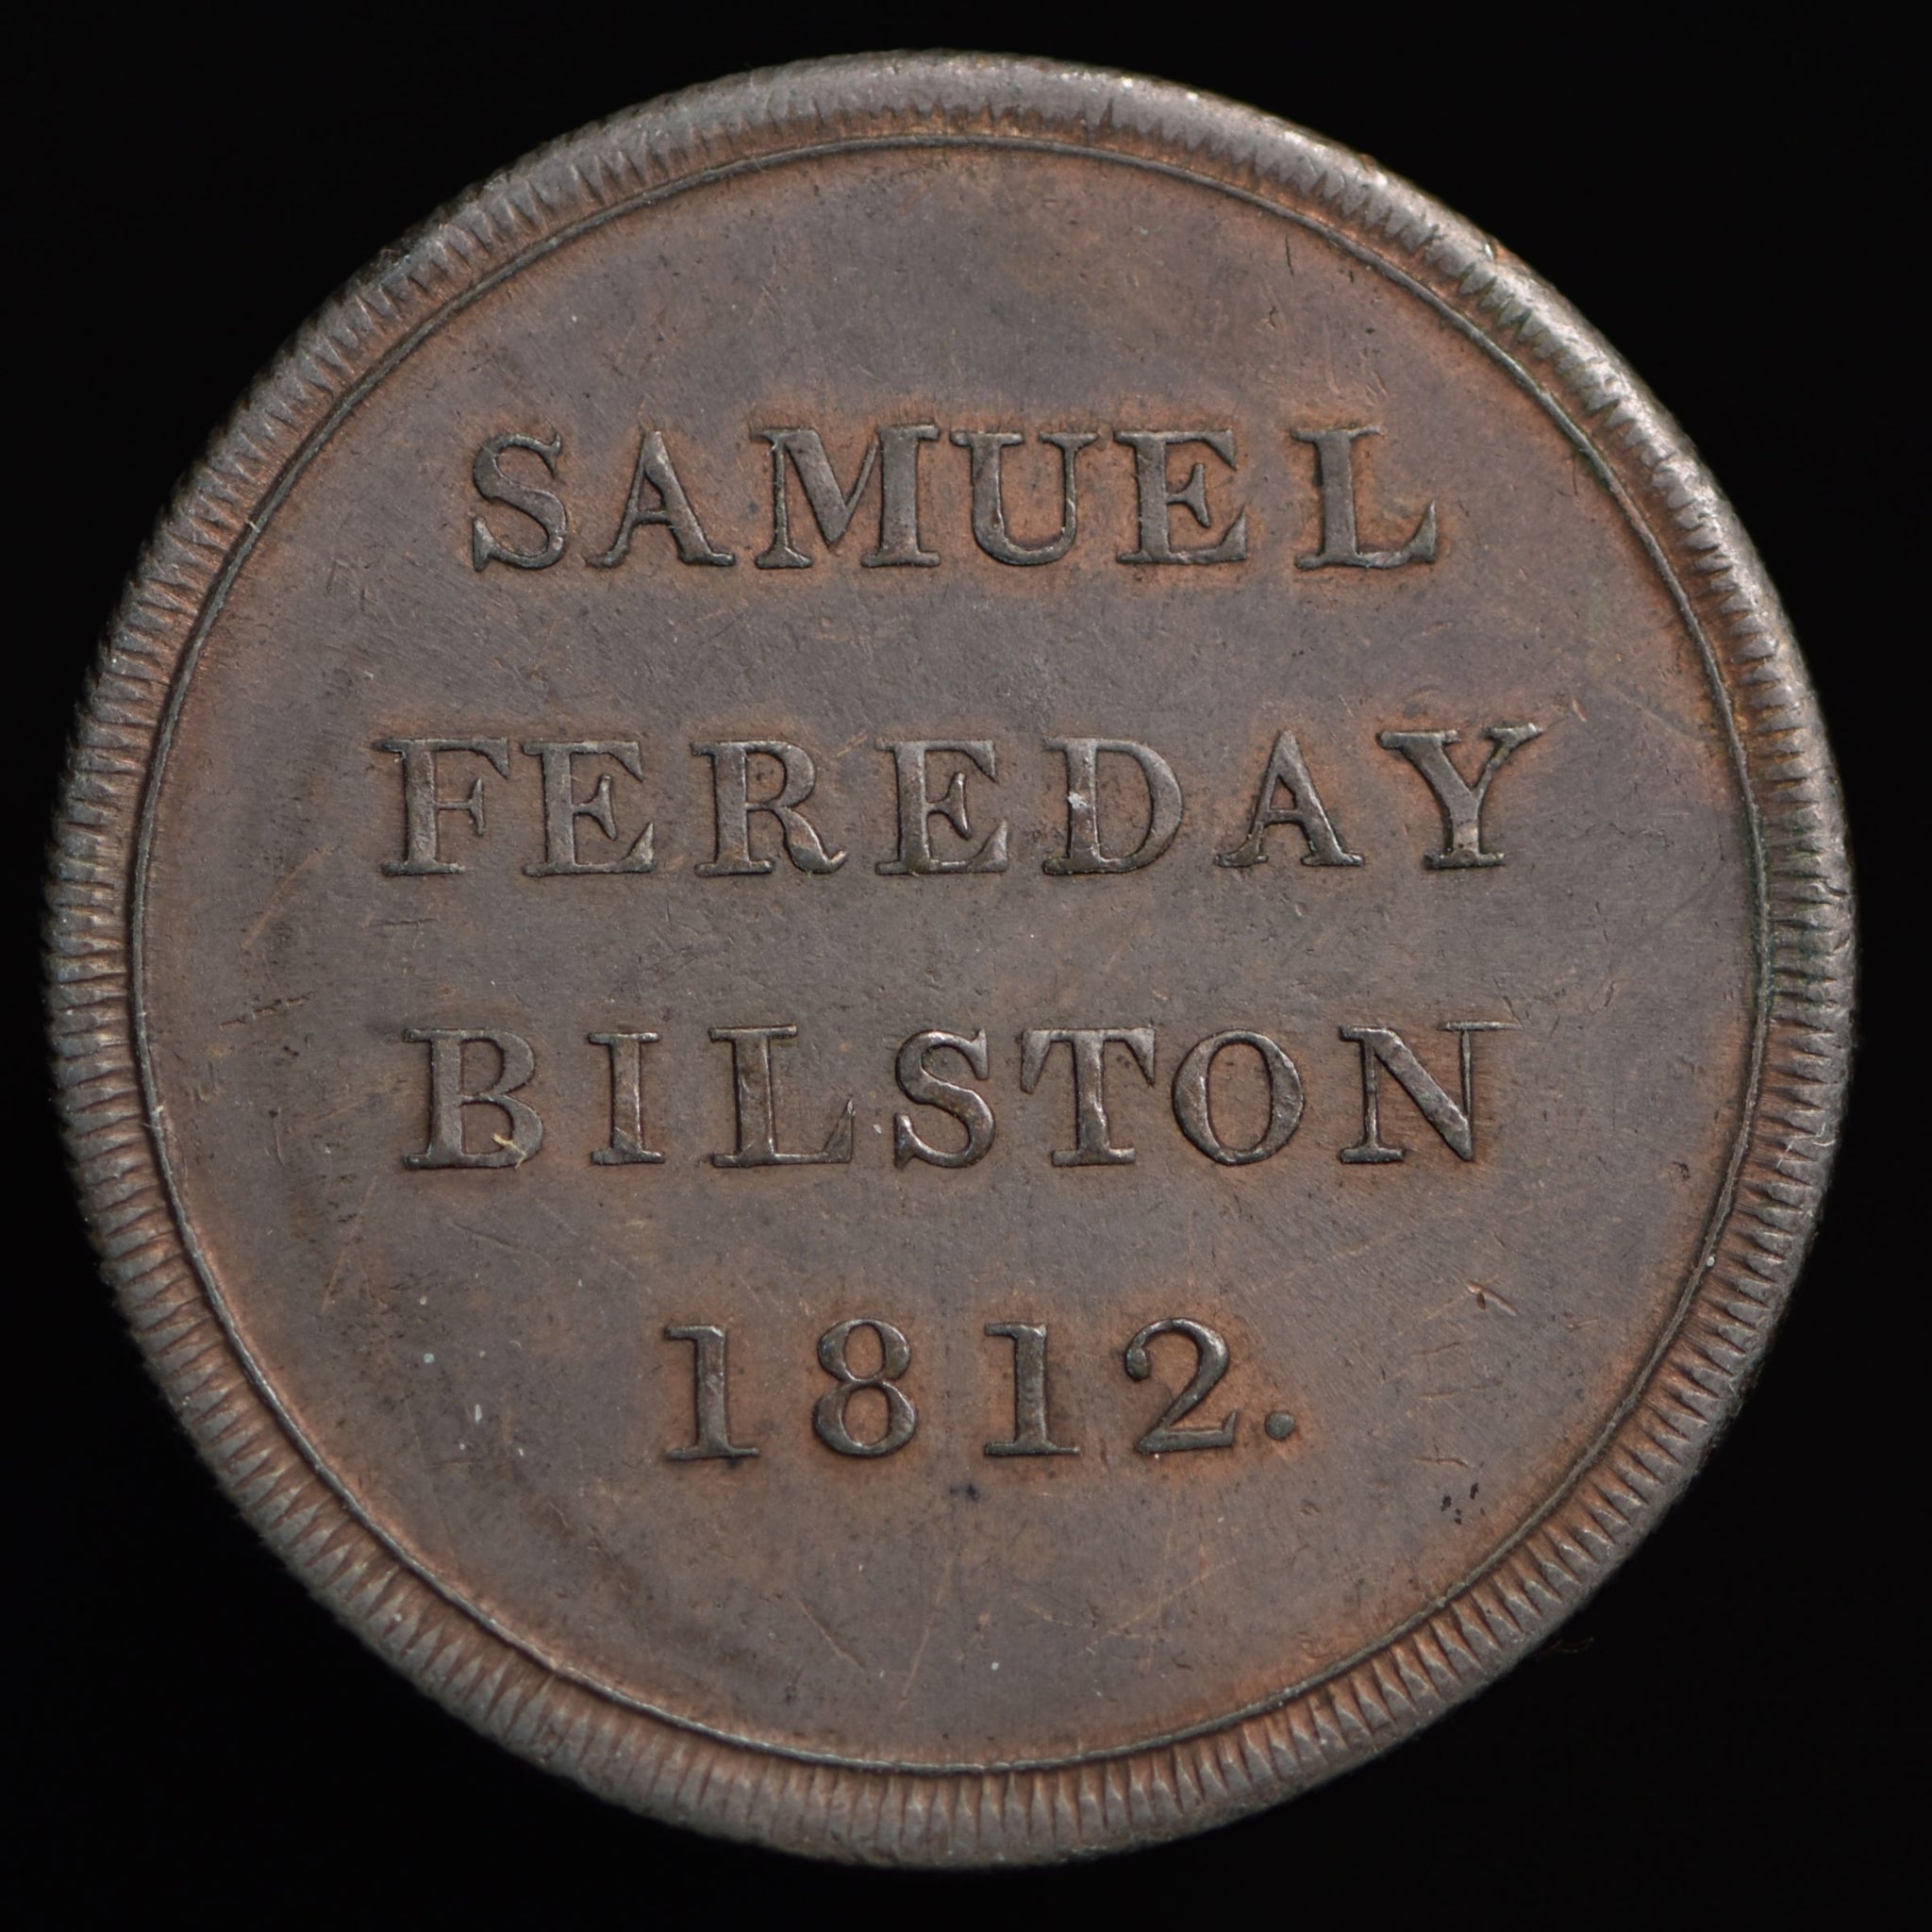 SAMUEL
FEREDAY
BILSTON
1812.